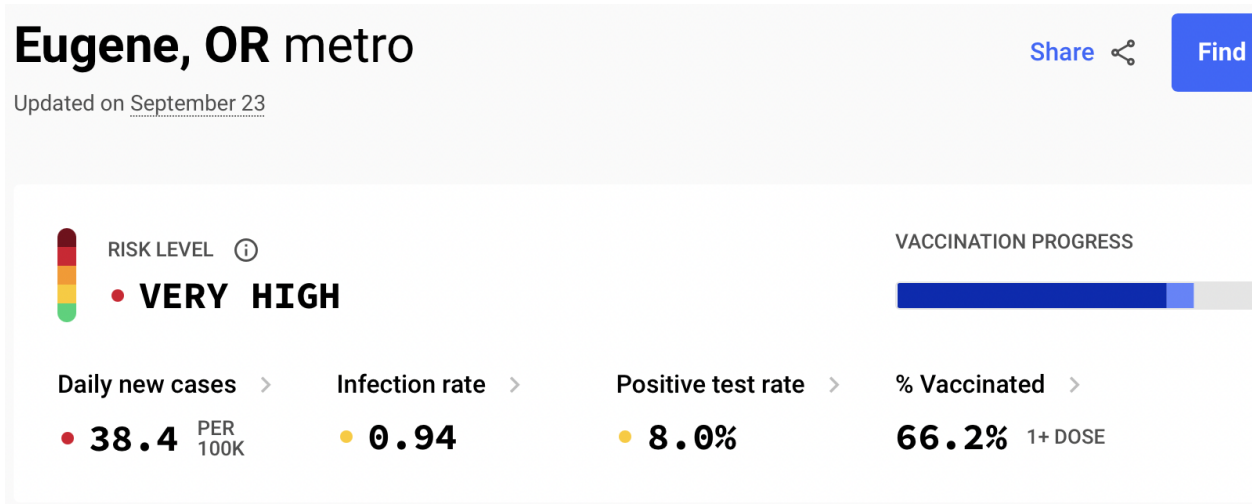 Eugene, OR metro
Share
Find
Updated on September 23
RISK LEVEL
VERY HIGH
VACCINATION PROGRESS
Daily new cases
38.4 PER 100K
Infection rate
0.94
Positive test rate
8.0%
% Vaccinated
66.2% 1+ DOSE